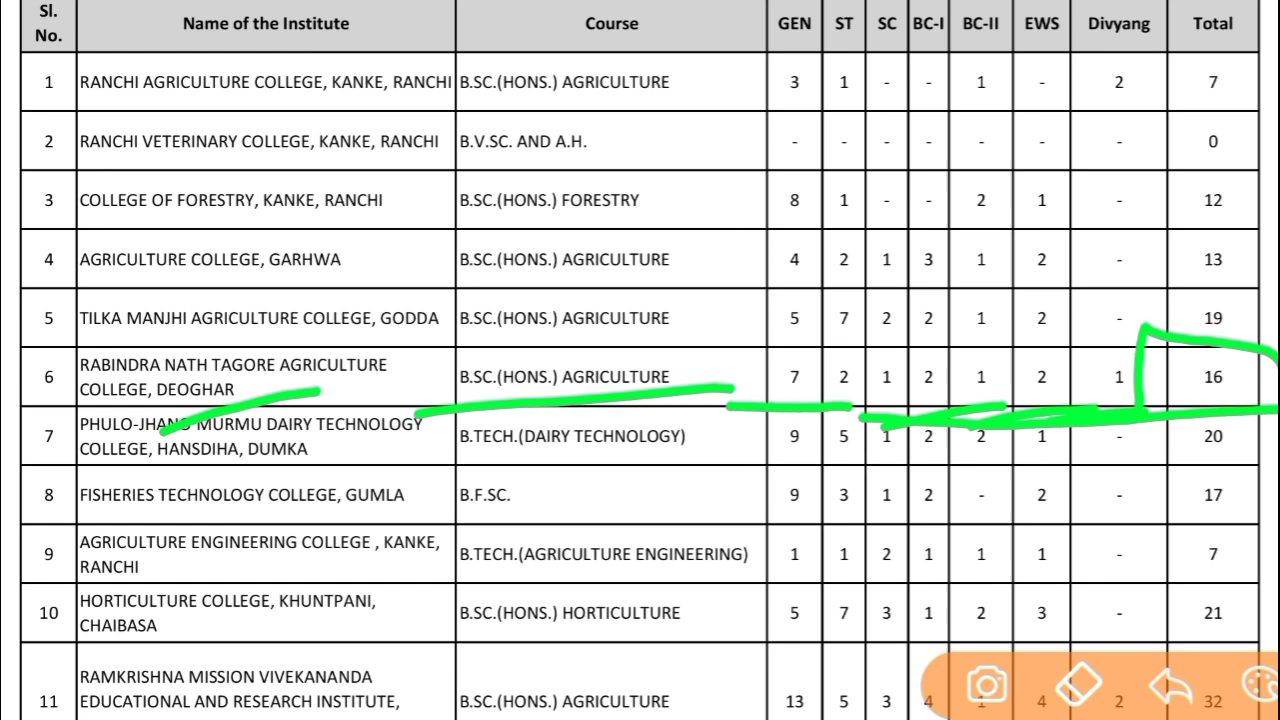 Sl. No. Name of the Institute Course GEN ST SC BC-I BC-II EWS Divyang Total
1 RANCHI AGRICULTURE COLLEGE, KANKE, RANCHI B.SC.(HONS.) AGRICULTURE 3 1 - - 1 - 2 7
2 RANCHI VETERINARY COLLEGE, KANKE, RANCHI B.V.SC. AND A.H. - - - - - - - 0
3 COLLEGE OF FORESTRY, KANKE, RANCHI B.SC.(HONS.) FORESTRY 8 1 - - 2 1 - 12
4 AGRICULTURE COLLEGE, GARHWA B.SC.(HONS.) AGRICULTURE 4 2 1 3 1 2 - 13
5 TILKA MANJHI AGRICULTURE COLLEGE, GODDA B.SC.(HONS.) AGRICULTURE 5 7 2 2 1 2 - 19
6 RABINDRA NATH TAGORE AGRICULTURE
COLLEGE, DEOGHAR B.SC.(HONS.) AGRICULTURE 7 2 1 2 1 2 1 16
7 PHULO-JHANO MURMU DAIRY TECHNOLOGY
COLLEGE, HANSDIHA, DUMKA B.TECH.(DAIRY TECHNOLOGY) 9 5 1 2 2 1 - 20
8 FISHERIES TECHNOLOGY COLLEGE, GUMLA B.F.SC. 9 3 1 2 - 2 - 17
9 AGRICULTURE ENGINEERING COLLEGE , KANKE,
RANCHI B.TECH.(AGRICULTURE ENGINEERING) 1 1 2 1 1 1 - 7
10 HORTICULTURE COLLEGE, KHUNTPANI,
CHAIBASA B.SC.(HONS.) HORTICULTURE 5 7 3 1 2 3 - 21
11 RAMKRISHNA MISSION VIVEKANANDA
EDUCATIONAL AND RESEARCH INSTITUTE, B.SC.(HONS.) AGRICULTURE 13 5 3 4 1 4 2 32